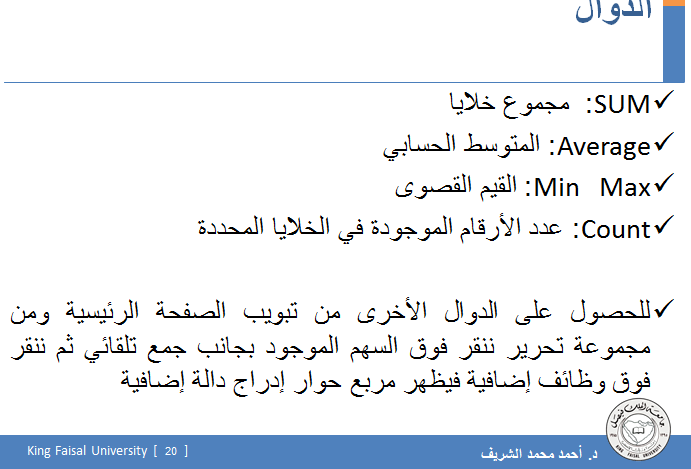 الدوال
✓SUM: مجموع خلايا
✓Average: المتوسط الحسابي
✓Min Max: القيم القصوى
✓Count: عدد الأرقام الموجودة في الخلايا المحددة
✓للحصول على الدوال الأخرى من تبويب الصفحة الرئيسية ومن
مجموعة تحرير ننقر فوق السهم الموجود بجانب جمع تلقائي ثم ننقر
فوق وظائف إضافية فيظهر مربع حوار إدراج دالة إضافية
د. أحمد محمد الشريف
King Faisal University [ 20 ]